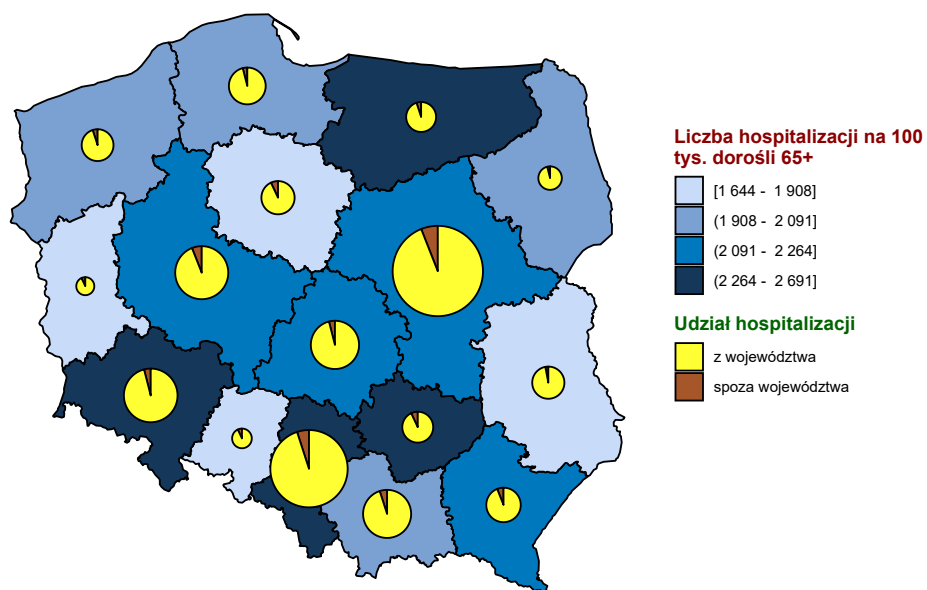 Liczba hospitalizacji na 100
tys. dorośli 65+
[1 644 - 1 908]
(1 908 - 2 091]
(2 091 - 2 264]
(2 264 - 2 691]
Udział hospitalizacji
z województwa
spoza województwa